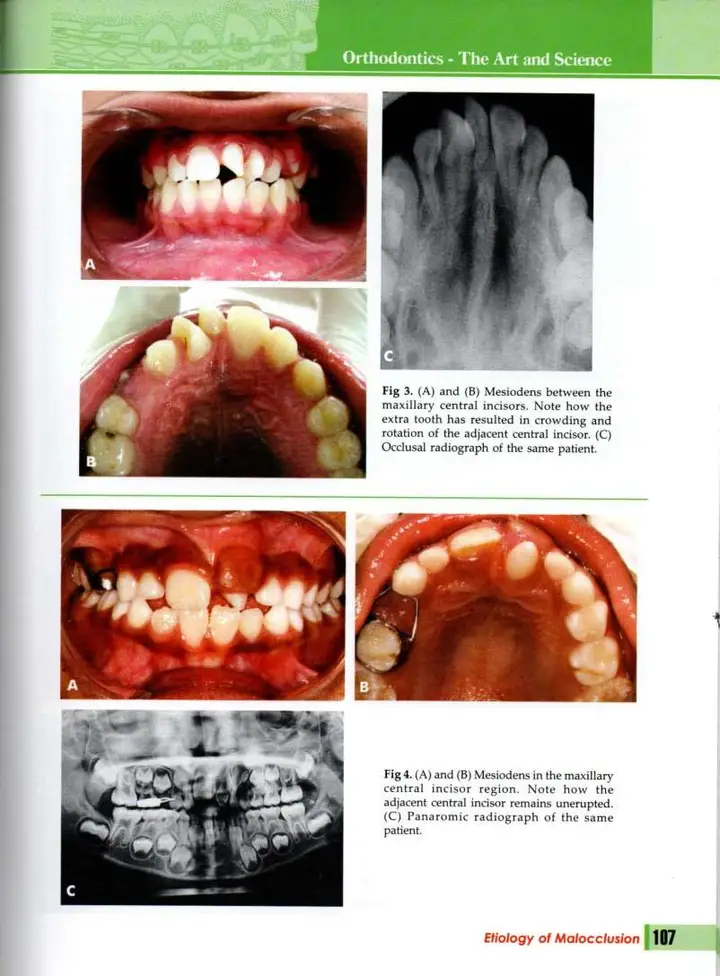 Orthodontics - The Art and Science
A
B
C
Fig 3. (A) and (B) Mesiodens between the
maxillary central incisors. Note how the
extra tooth has resulted in crowding and
rotation of the adjacent central incisor. (C)
Occlusal radiograph of the same patient.
A
B
C
Fig 4. (A) and (B) Mesiodens in the maxillary
central incisor region. Note how the
adjacent central incisor remains unerupted.
(C) Panaromic radiograph of the same
patient.
Etiology of Malocclusion 107